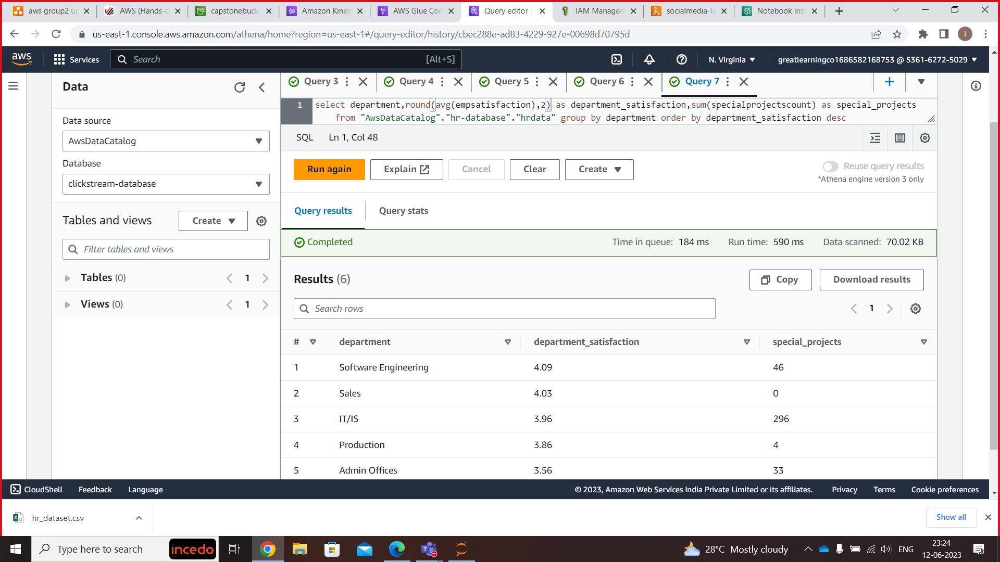 aws group2 up
AWS (Hands-o
capstonebuck
Amazon Kines
AWS Glue Con
Query editor |
IAM Managem
socialmedia-la
Notebook inst
us-east-1.console.aws.amazon.com/athena/home?region=us-east-1#/query-editor/history/cbec288e-ad83-4229-927e-00698d70795d
I
aws
Services
Search
[Alt+S]
N. Virginia
greatlearningco1686582168753 @ 5361-6272-5029
Data
Data source
AwsDataCatalog
Database
clickstream-database
Tables and views
Create
Filter tables and views
Tables (0)
1
Views (0)
1
Query 3
Query 4
Query 5
Query 6
Query 7
1
select department,round(avg(empsatisfaction),2) as department_satisfaction,sum(specialprojectscount) as special_projects
from "AwsDataCatalog"."hr-database"."hrdata" group by department order by department_satisfaction desc
SQL
Ln 1, Col 48
Run again
Explain
Cancel
Clear
Create
Reuse query results
*Athena engine version 3 only
Query results
Query stats
Completed
Time in queue: 184 ms
Run time: 590 ms
Data scanned: 70.02 KB
Results (6)
Copy
Download results
Search rows
1
# department department_satisfaction special_projects
1 Software Engineering 4.09 46
2 Sales 4.03 0
3 IT/IS 3.96 296
4 Production 3.86 4
5 Admin Offices 3.56 33
CloudShell
Feedback
Language
© 2023, Amazon Web Services India Private Limited or its affiliates.
Privacy
Terms
Cookie preferences
hr_dataset.csv
Show all
Type here to search
incedo
28°C Mostly cloudy
ENG
23:24
12-06-2023